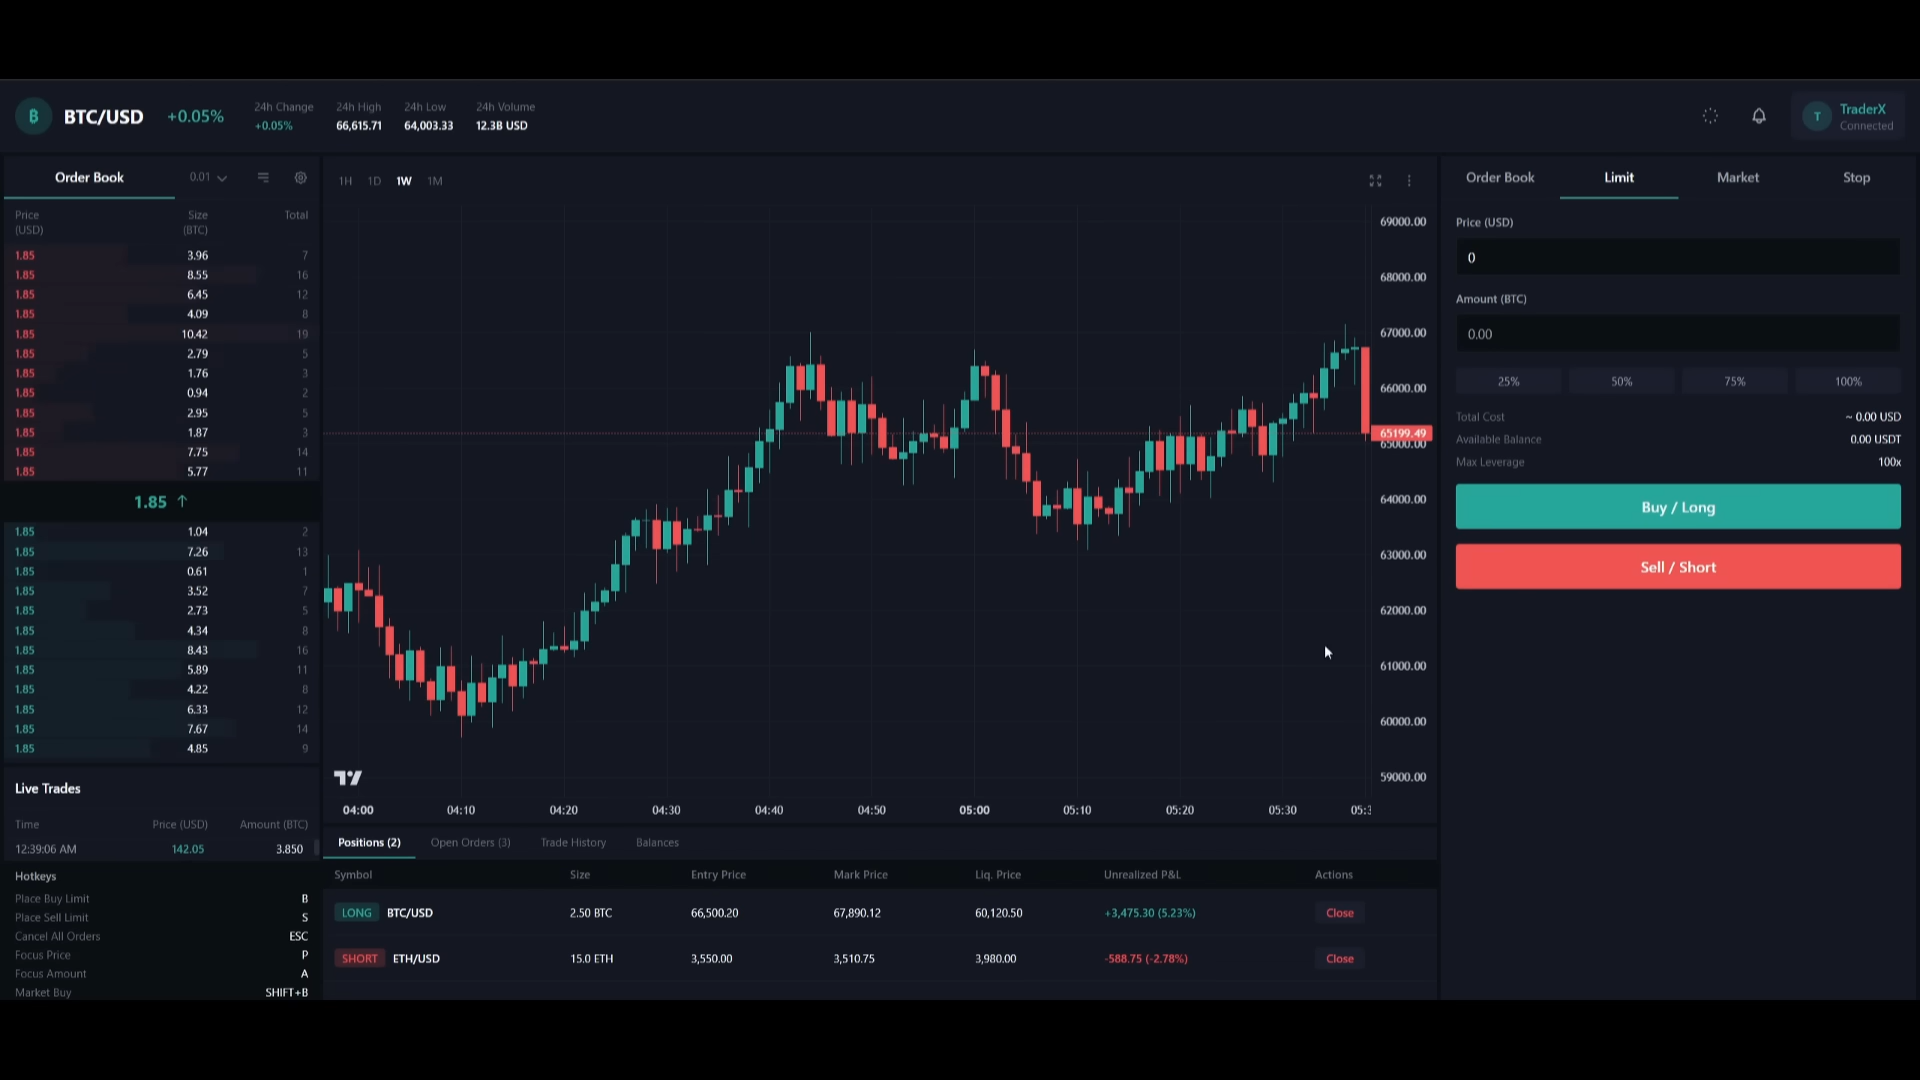 ₿ BTC/USD +0.05%
24h Change 24h High 24h Low 24h Volume
+0.05% 66,615.71 64,003.33 12.3B USD
T TraderX
Connected
Order Book 0.01
Price (USD) Size (BTC) Total
1.85 3.96 7
1.85 8.55 16
1.85 6.45 12
1.85 4.09 8
1.85 10.42 19
1.85 2.79 5
1.85 1.76 3
1.85 0.94 2
1.85 2.95 5
1.85 1.87 3
1.85 7.75 14
1.85 5.77 11
1.85 ↑
1.85 1.04 2
1.85 7.26 13
1.85 0.61 1
1.85 3.52 7
1.85 2.73 5
1.85 4.34 8
1.85 8.43 16
1.85 5.89 11
1.85 4.22 8
1.85 6.33 12
1.85 7.67 14
1.85 4.85 9
Live Trades
Time Price (USD) Amount (BTC)
12:39:06 AM 142.05 3.850
Hotkeys
Place Buy Limit B
Place Sell Limit S
Cancel All Orders ESC
Focus Price P
Focus Amount A
Market Buy SHIFT+B
1H 1D 1W 1M
69000.00
68000.00
67000.00
66000.00
65199.49
65000.00
64000.00
63000.00
62000.00
61000.00
60000.00
59000.00
04:00 04:10 04:20 04:30 04:40 04:50 05:00 05:10 05:20 05:30 05:3
Positions (2) Open Orders (3) Trade History Balances
Symbol Size Entry Price Mark Price Liq. Price Unrealized P&L Actions
LONG BTC/USD 2.50 BTC 66,500.20 67,890.12 60,120.50 +3,475.30 (5.23%) Close
SHORT ETH/USD 15.0 ETH 3,550.00 3,510.75 3,980.00 -588.75 (-2.78%) Close
Order Book Limit Market Stop
Price (USD)
0
Amount (BTC)
0.00
25% 50% 75% 100%
Total Cost ~ 0.00 USD
Available Balance 0.00 USDT
Max Leverage 100x
Buy / Long
Sell / Short